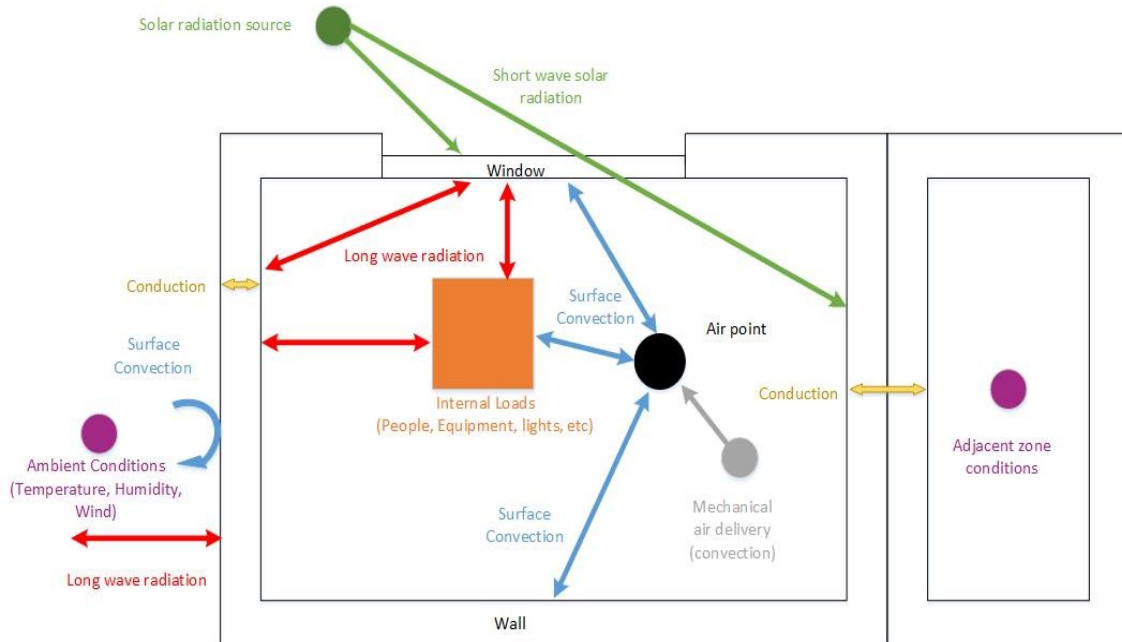 Solar radiation source
Short wave solar
radiation
Window
Long wave radiation
Conduction
Surface
Convection
Air point
Surface
Convection
Internal Loads
(People, Equipment, lights, etc)
Conduction
Ambient Conditions
(Temperature, Humidity,
Wind)
Adjacent zone
conditions
Mechanical
air delivery
(convection)
Surface
Convection
Long wave radiation
Wall